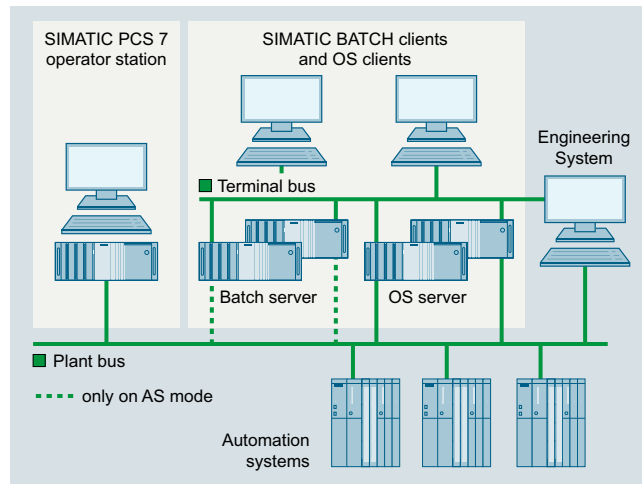 SIMATIC PCS 7
operator station
SIMATIC BATCH clients
and OS clients
Engineering
System
Terminal bus
Batch server
OS server
Plant bus
only on AS mode
Automation
systems